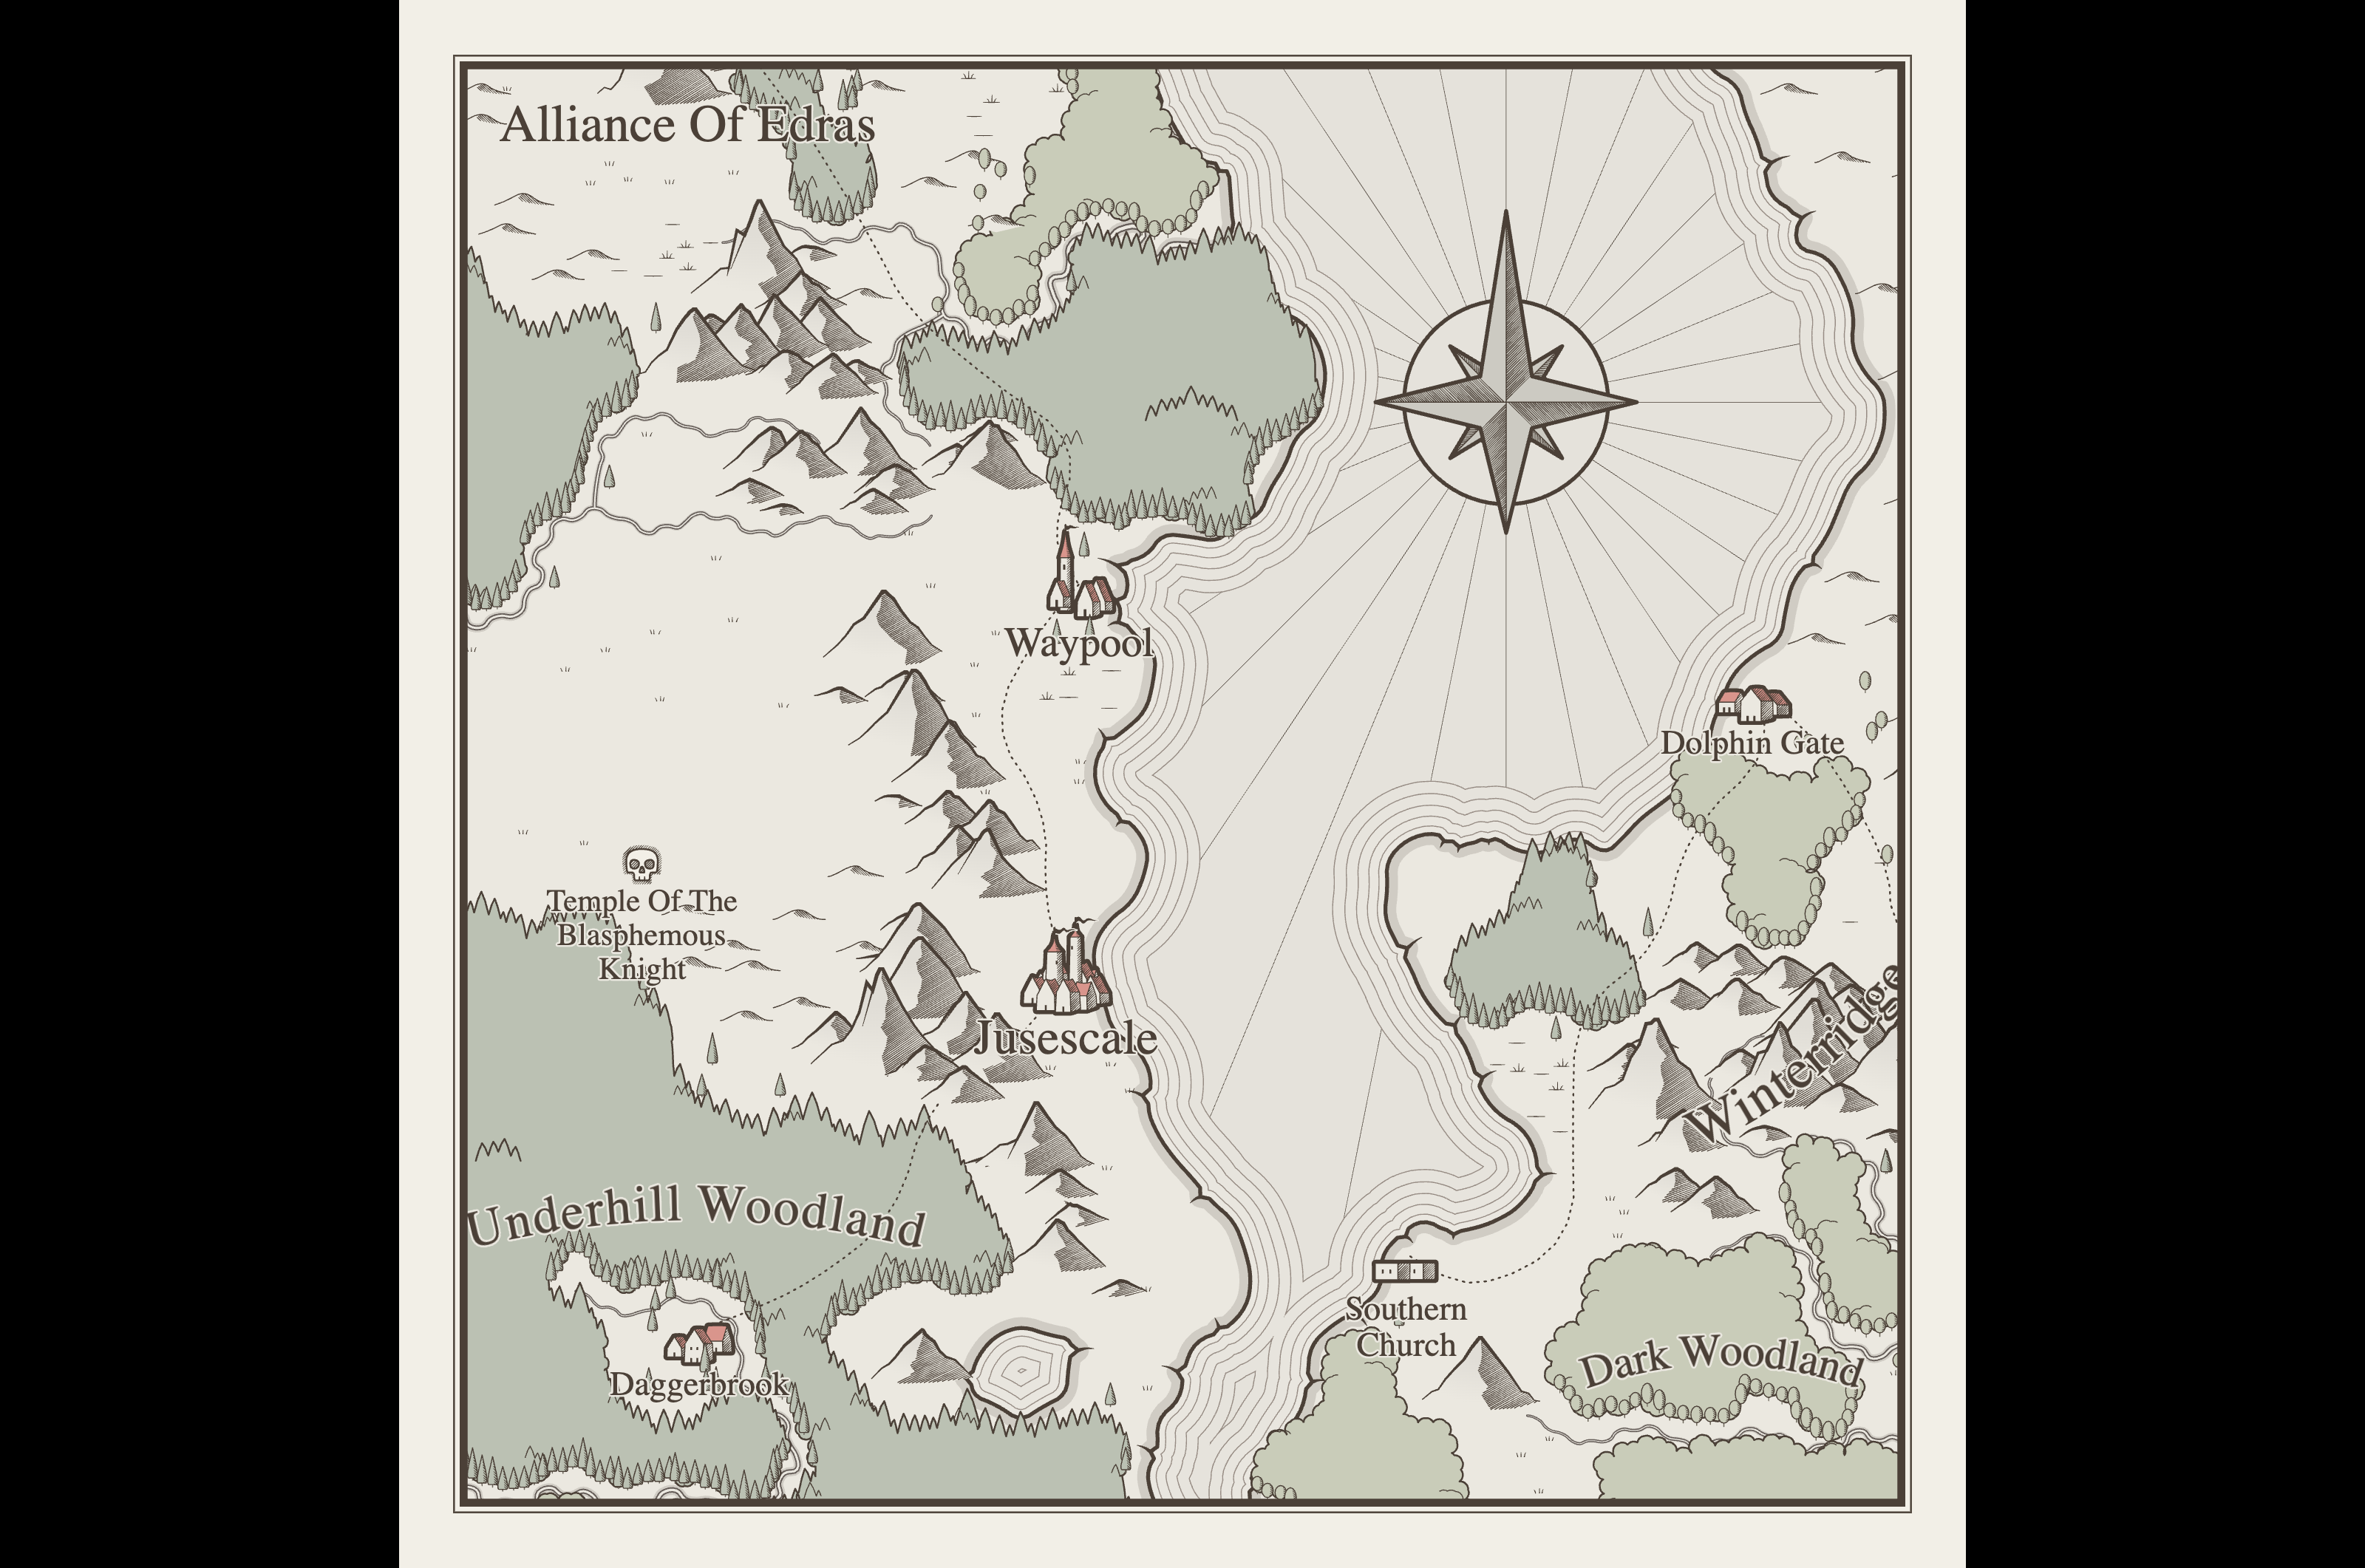 Alliance Of Edras
Waypool
Dolphin Gate
Temple Of The
Blasphemous
Knight
Jusescale
Winterridge
Underhill Woodland
Southern
Church
Dark Woodland
Daggerbrook